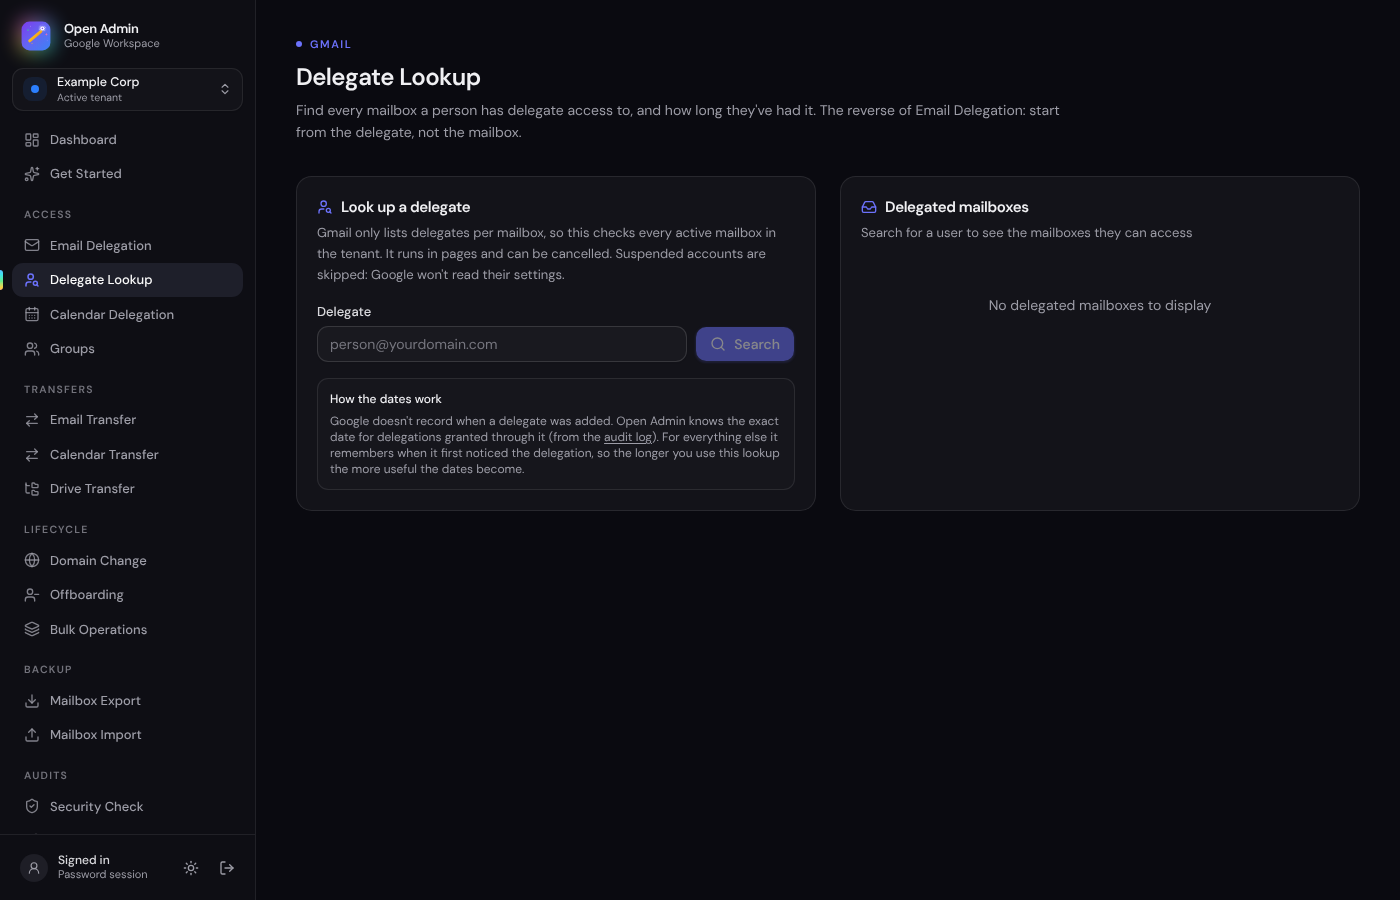 Open Admin
Google Workspace
Example Corp
Active tenant
Dashboard
Get Started
ACCESS
Email Delegation
Delegate Lookup
Calendar Delegation
Groups
TRANSFERS
Email Transfer
Calendar Transfer
Drive Transfer
LIFECYCLE
Domain Change
Offboarding
Bulk Operations
BACKUP
Mailbox Export
Mailbox Import
AUDITS
Security Check
Signed in
Password session
GMAIL
Delegate Lookup
Find every mailbox a person has delegate access to, and how long they've had it. The reverse of Email Delegation: start
from the delegate, not the mailbox.
Look up a delegate
Gmail only lists delegates per mailbox, so this checks every active mailbox in
the tenant. It runs in pages and can be cancelled. Suspended accounts are
skipped: Google won't read their settings.
Delegate
person@yourdomain.com
Search
How the dates work
Google doesn't record when a delegate was added. Open Admin knows the exact
date for delegations granted through it (from the audit log). For everything else it
remembers when it first noticed the delegation, so the longer you use this lookup
the more useful the dates become.
Delegated mailboxes
Search for a user to see the mailboxes they can access
No delegated mailboxes to display